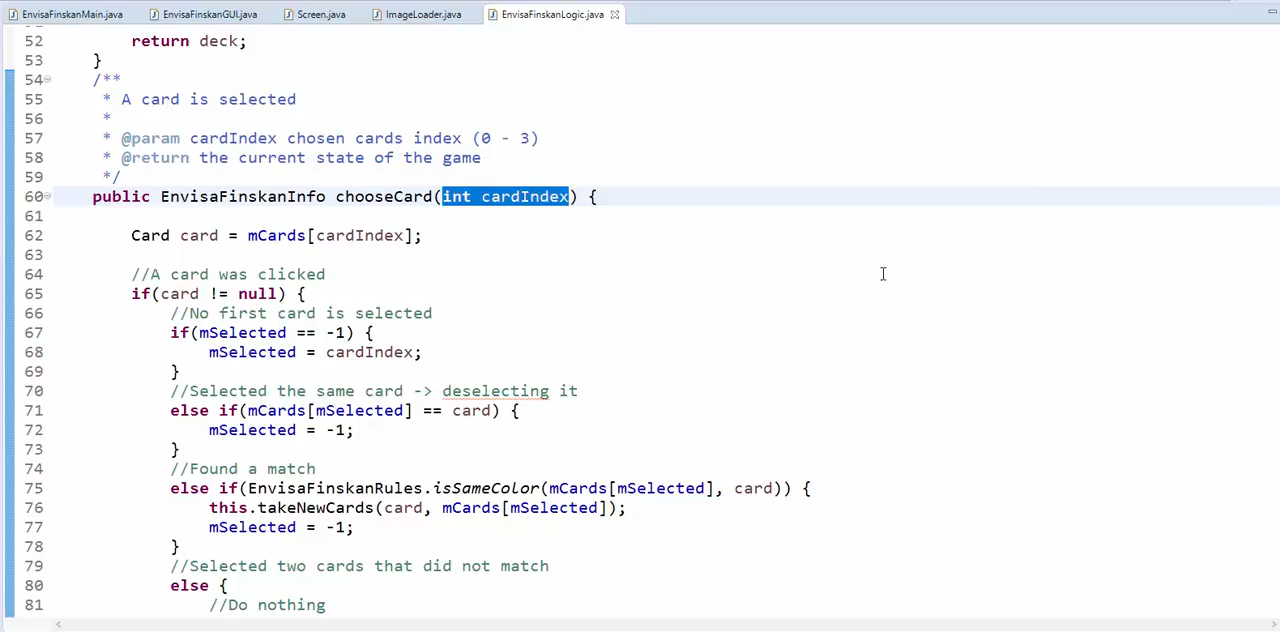 EnvisaFinskanMain.java EnvisaFinskanGUI.java Screen.java ImageLoader.java EnvisaFinskanLogic.java
52 return deck;
53 }
54 /**
55 * A card is selected
56 *
57 * @param cardIndex chosen cards index (0 - 3)
58 * @return the current state of the game
59 */
60 public EnvisaFinskanInfo chooseCard(int cardIndex) {
61
62 Card card = mCards[cardIndex];
63
64 //A card was clicked
65 if(card != null) {
66 //No first card is selected
67 if(mSelected == -1) {
68 mSelected = cardIndex;
69 }
70 //Selected the same card -> deselecting it
71 else if(mCards[mSelected] == card) {
72 mSelected = -1;
73 }
74 //Found a match
75 else if(EnvisaFinskanRules.isSameColor(mCards[mSelected], card)) {
76 this.takeNewCards(card, mCards[mSelected]);
77 mSelected = -1;
78 }
79 //Selected two cards that did not match
80 else {
81 //Do nothing